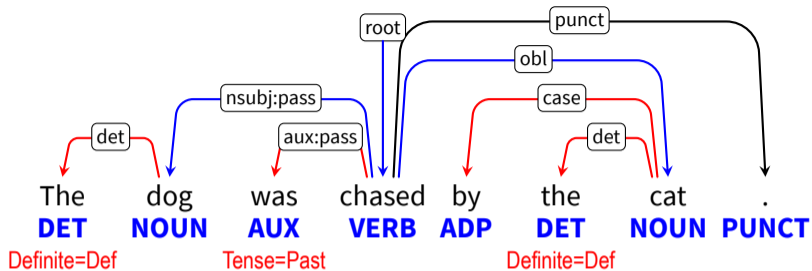 root punct
obl
nsubj:pass case
det aux:pass det
The dog was chased by the cat .
DET NOUN AUX VERB ADP DET NOUN PUNCT
Definite=Def Tense=Past Definite=Def